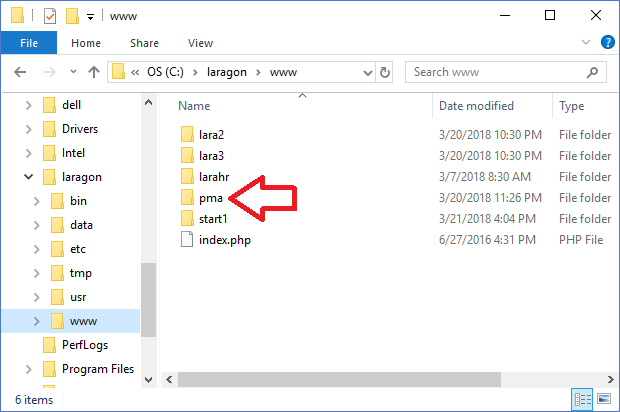 www
File Home Share View
OS (C:) laragon www
Search www
dell
Drivers
Intel
laragon
bin
data
etc
tmp
usr
www
PerfLogs
Program Files
Name Date modified Type
lara2 3/20/2018 10:30 PM File folder
lara3 3/20/2018 10:30 PM File folder
larahr 3/7/2018 8:30 AM File folder
pma 3/20/2018 11:26 PM File folder
start1 3/21/2018 4:04 PM File folder
index.php 6/27/2016 4:31 PM PHP File
6 items